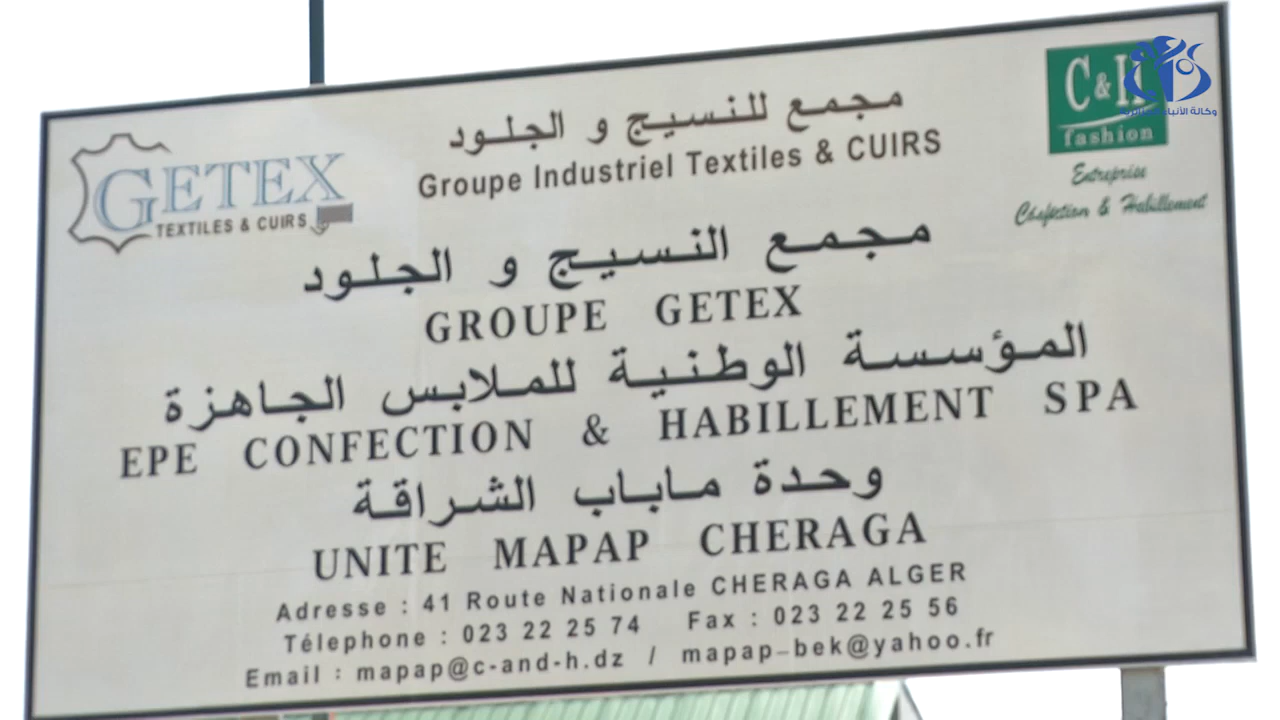 GETEX
TEXTILES & CUIRS
مجمع للنسيج و الجلود
Groupe Industriel Textiles & CUIRS
C & H
fashion
Entreprise
Confection & Habillement
مجمع النسيج و الجلود
GROUPE GETEX
المؤسسة الوطنية للملابس الجاهزة
EPE CONFECTION & HABILLEMENT SPA
وحدة ماباب الشراقة
UNITE MAPAP CHERAGA
Adresse : 41 Route Nationale CHERAGA ALGER
Télephone : 023 22 25 74 Fax : 023 22 25 56
Email : mapap@c-and-h.dz / mapap-bek@yahoo.fr
وكالة الأنباء